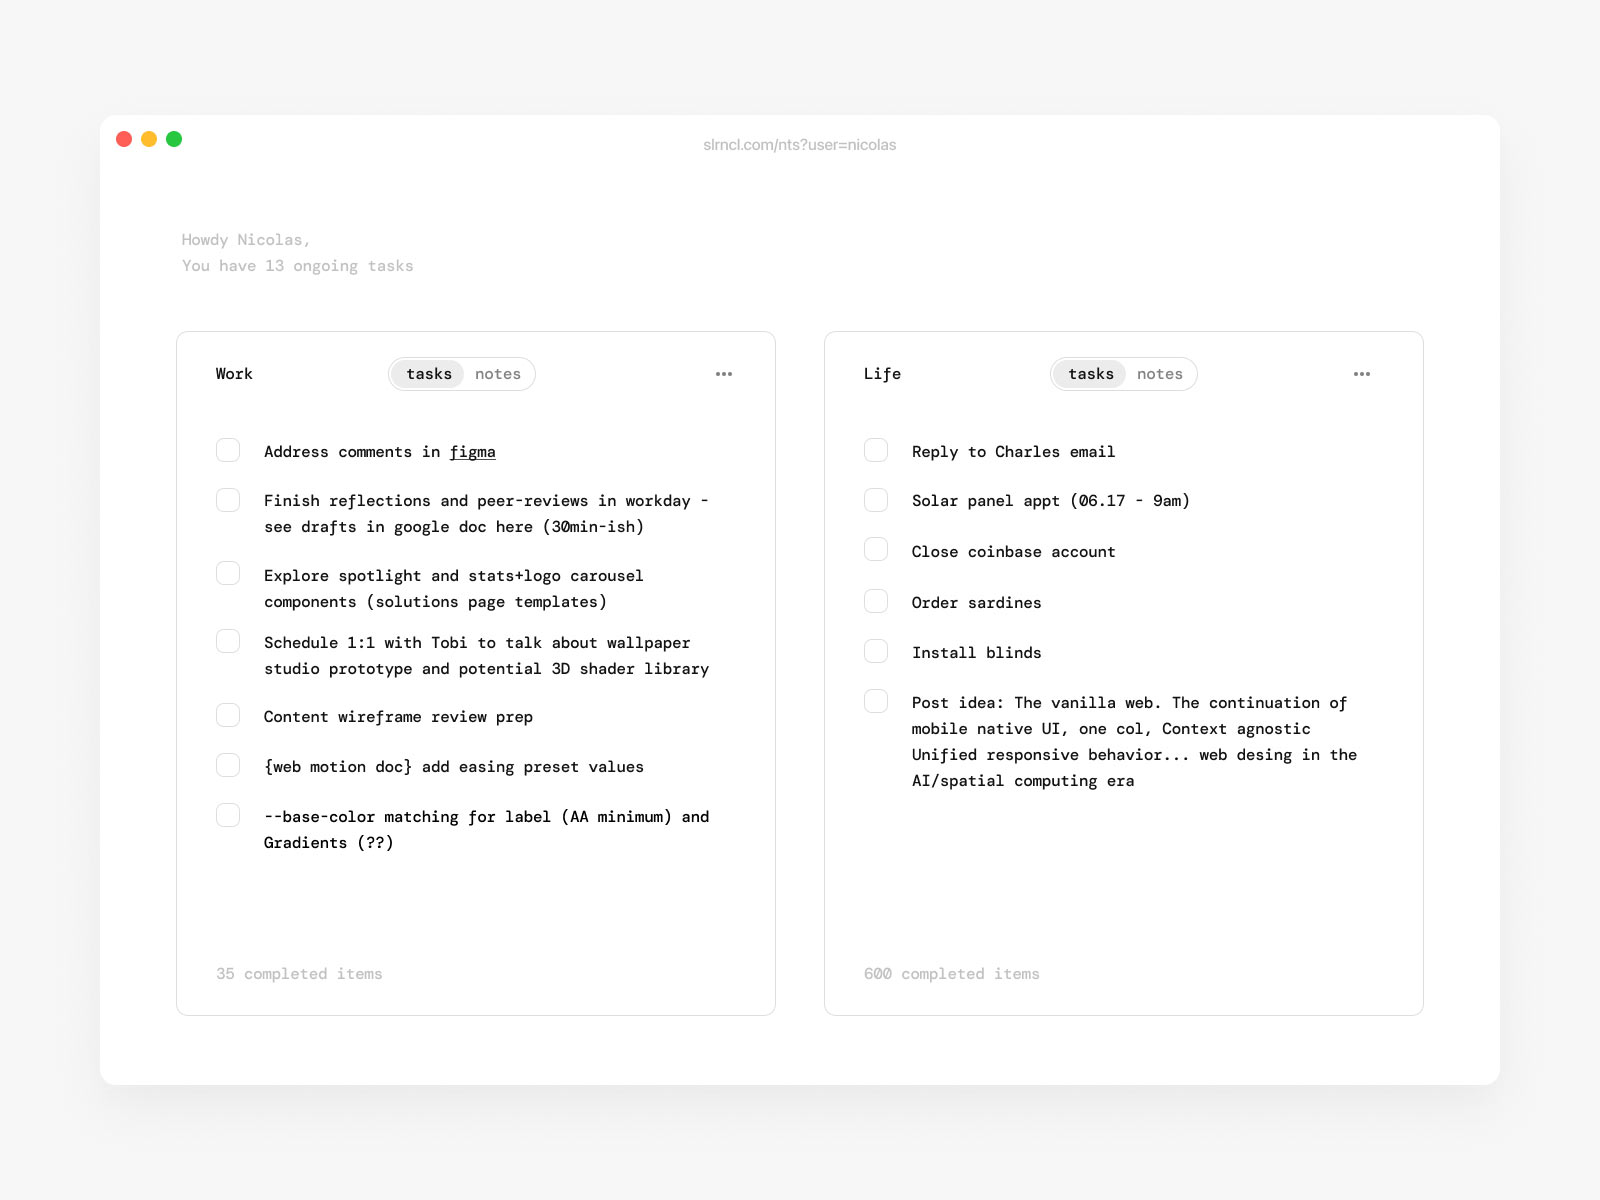 slrncl.com/nts?user=nicolas
Howdy Nicolas,
You have 13 ongoing tasks
Work
tasks notes
Address comments in figma
Finish reflections and peer-reviews in workday -
see drafts in google doc here (30min-ish)
Explore spotlight and stats+logo carousel
components (solutions page templates)
Schedule 1:1 with Tobi to talk about wallpaper
studio prototype and potential 3D shader library
Content wireframe review prep
{web motion doc} add easing preset values
--base-color matching for label (AA minimum) and
Gradients (??)
35 completed items
Life
tasks notes
Reply to Charles email
Solar panel appt (06.17 - 9am)
Close coinbase account
Order sardines
Install blinds
Post idea: The vanilla web. The continuation of
mobile native UI, one col, Context agnostic
Unified responsive behavior... web desing in the
AI/spatial computing era
600 completed items